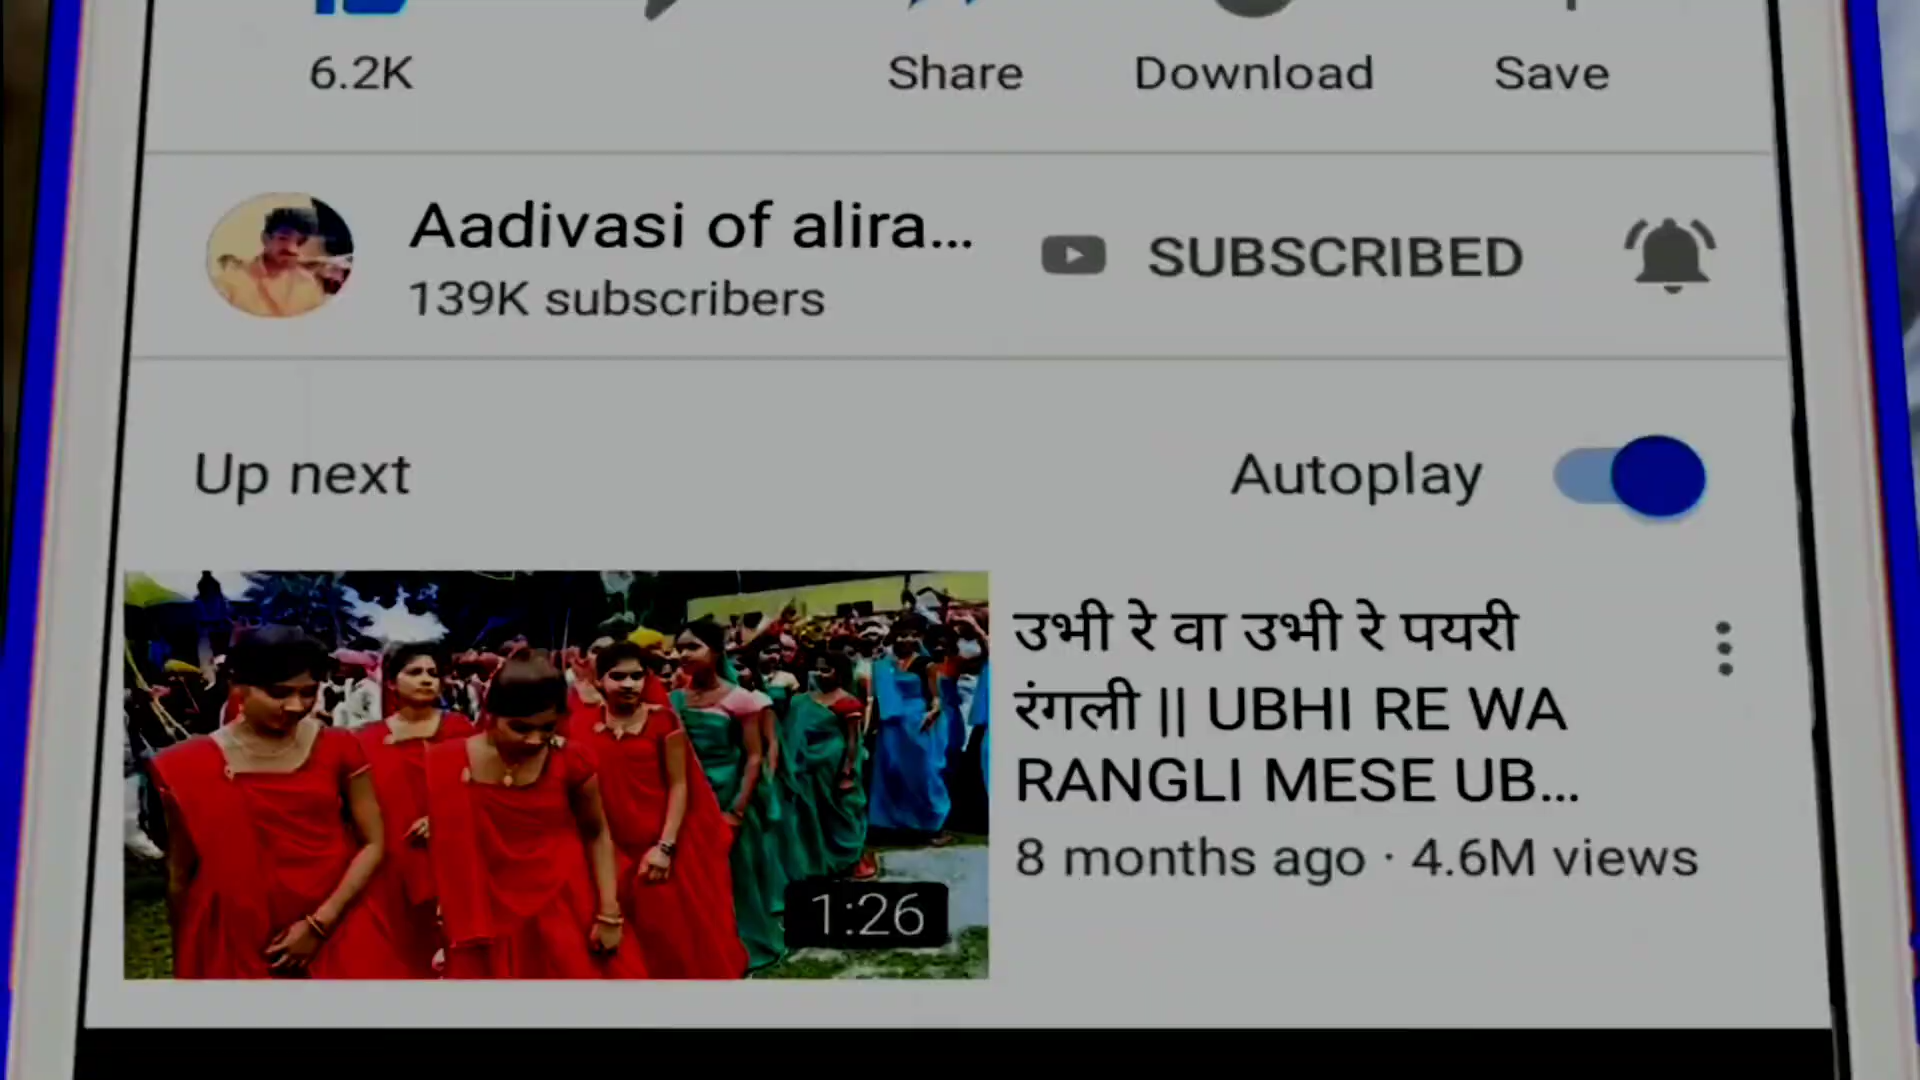 6.2K Share Download Save
Aadivasi of alira...
SUBSCRIBED
139K subscribers
Up next Autoplay
उभी रे वा उभी रे पयरी
रंगली || UBHI RE WA
RANGLI MESE UB...
8 months ago · 4.6M views
1:26